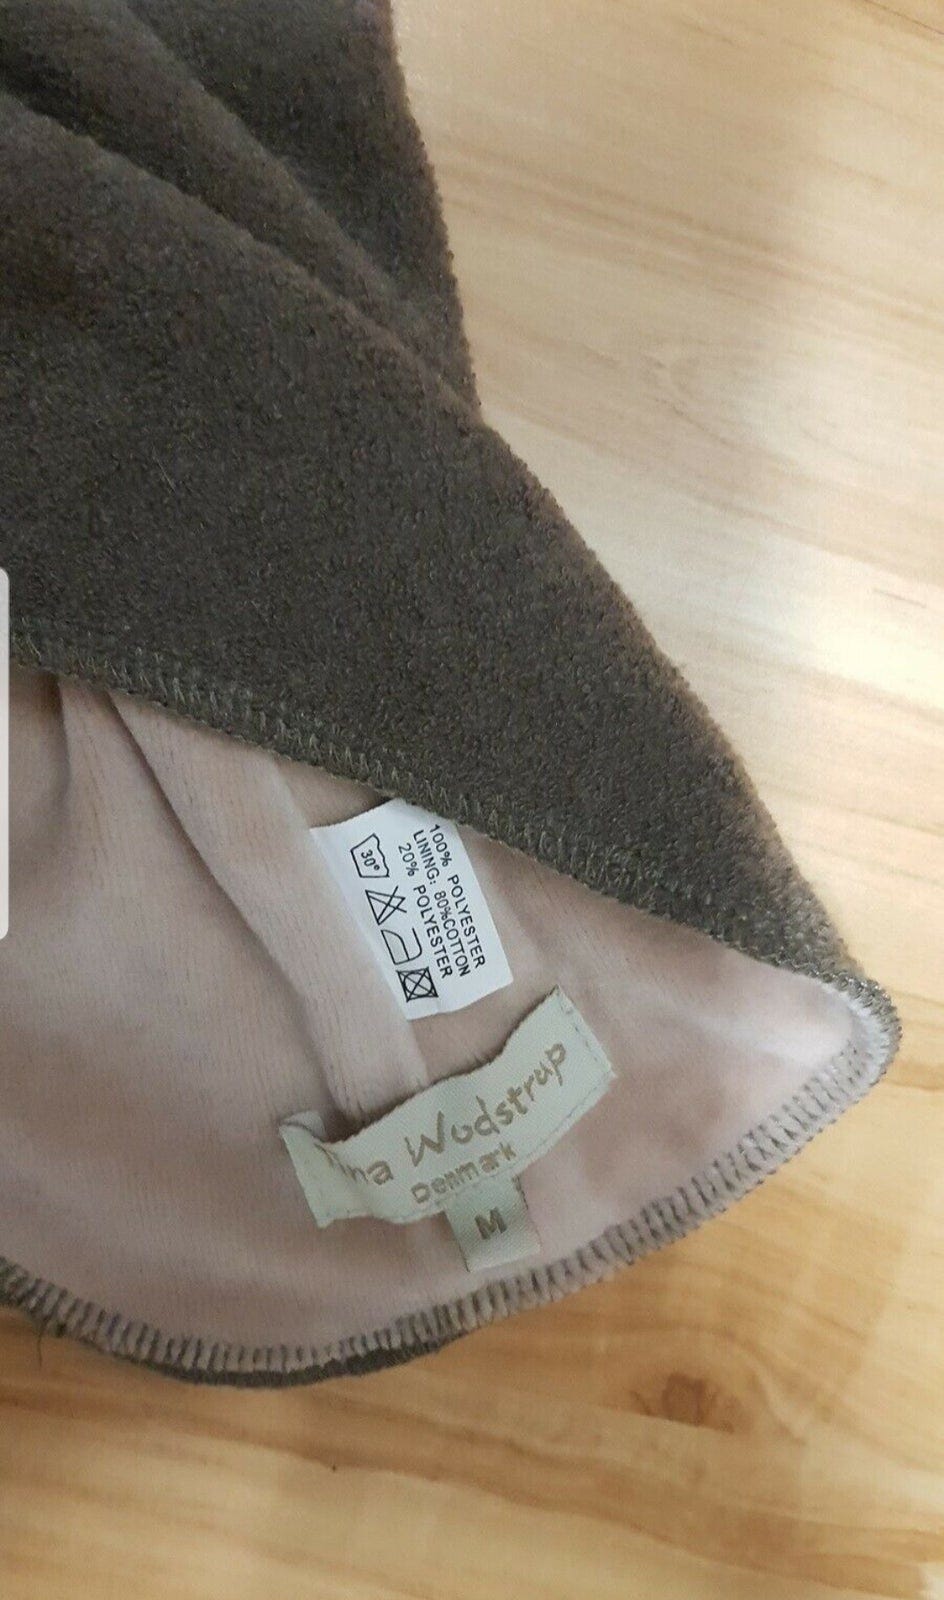 100% POLYESTER
LINING: 80%COTTON
20% POLYESTER
30°
Wodstrup
Denmark
M